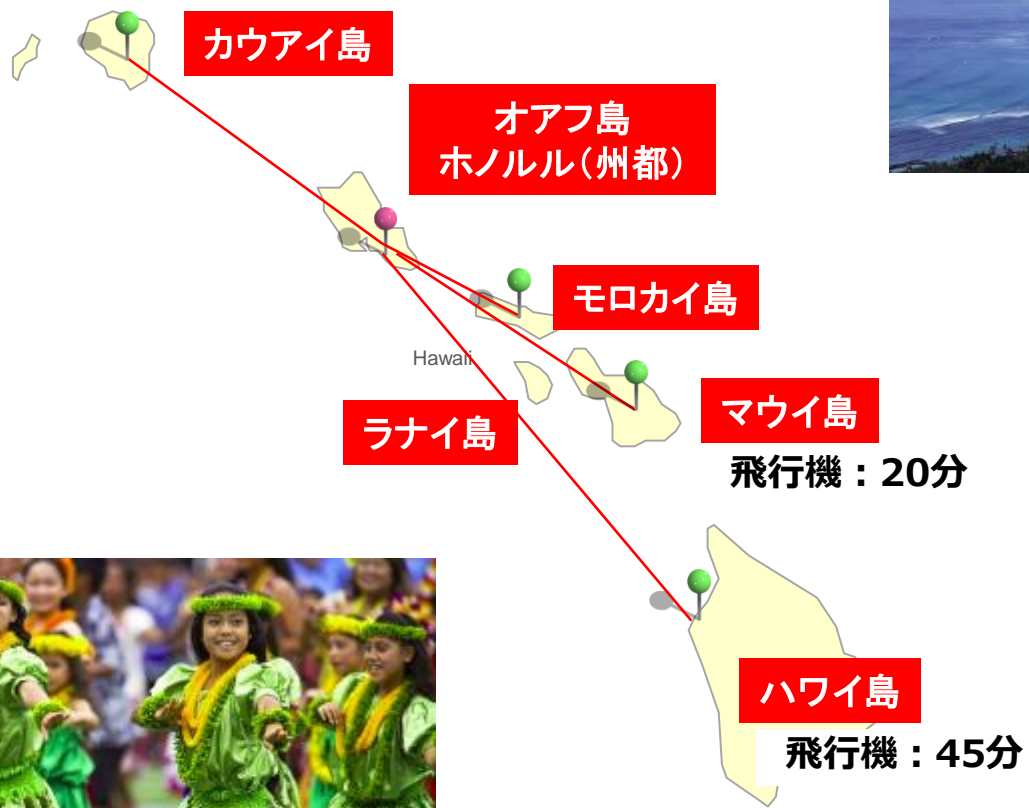 カウアイ島
オアフ島
ホノルル（州都）
モロカイ島
Hawaii
ラナイ島
マウイ島
飛行機：20分
ハワイ島
飛行機：45分